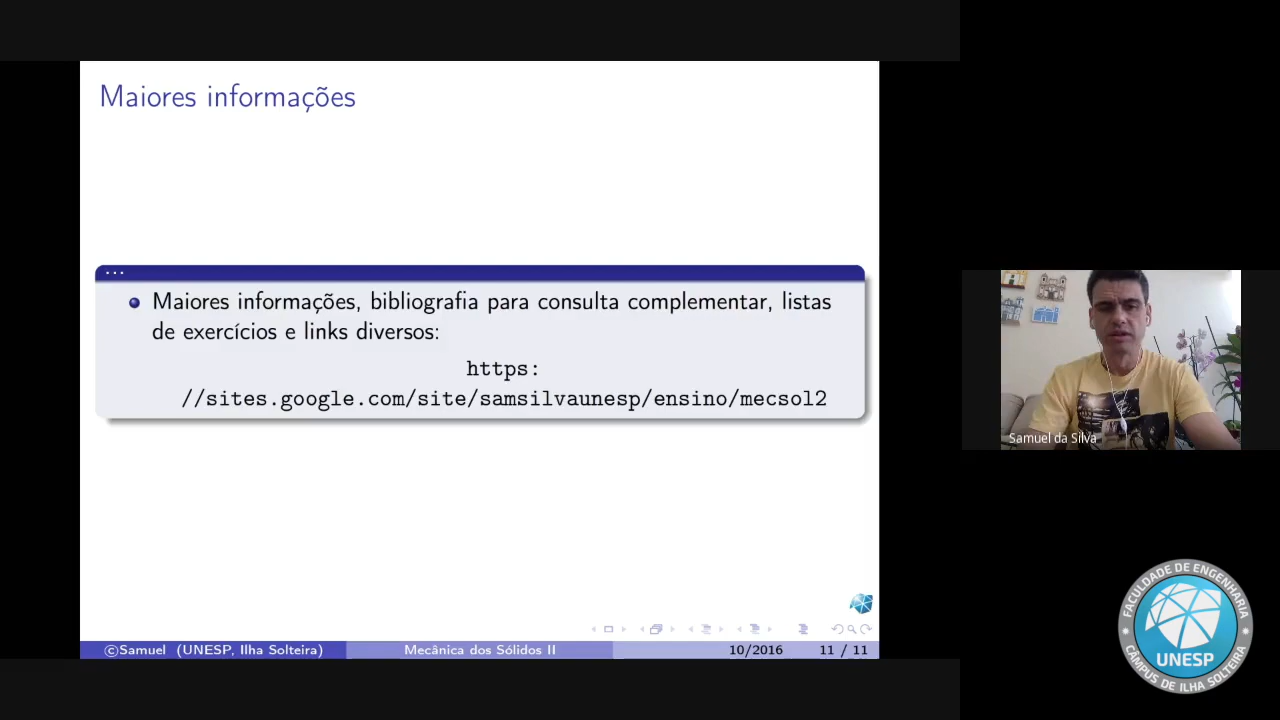 Maiores informações
...
Maiores informações, bibliografia para consulta complementar, listas
de exercícios e links diversos:
https:
//sites.google.com/site/samsilvaunesp/ensino/mecsol2
©Samuel (UNESP, Ilha Solteira)
Mecânica dos Sólidos II
10/2016
11 / 11
Samuel da Silva
FACULDADE DE ENGENHARIA
UNESP
CÂMPUS DE ILHA SOLTEIRA